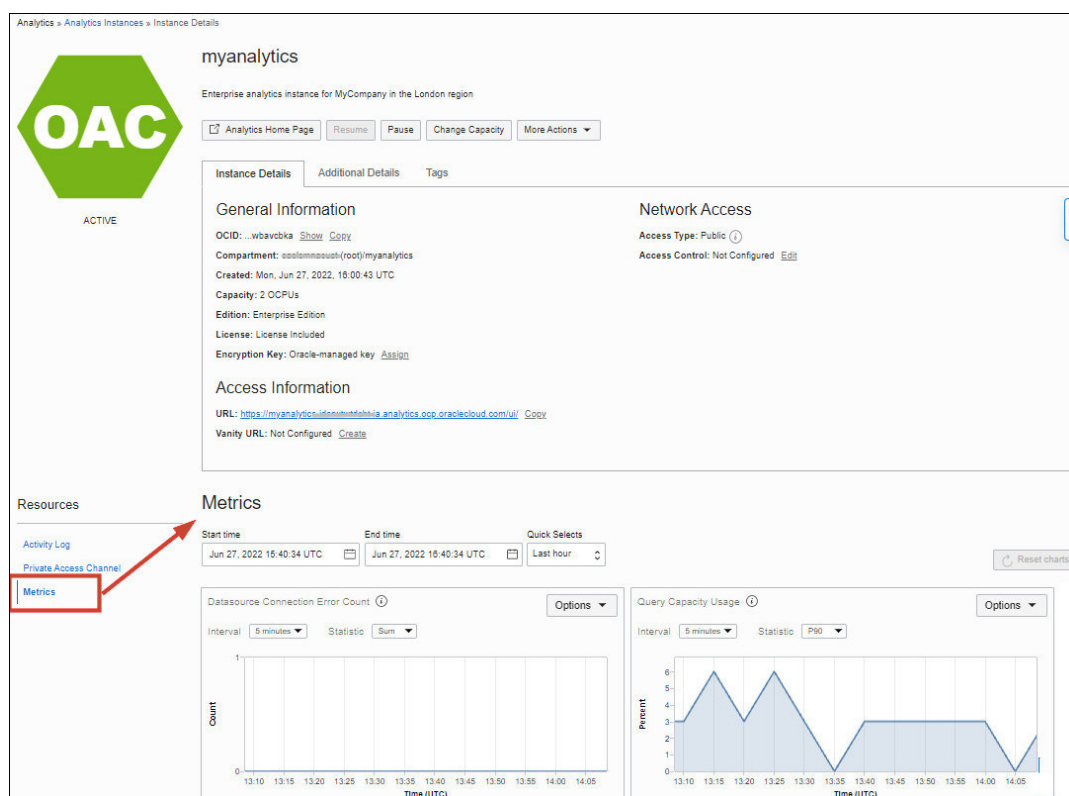 Analytics » Analytics Instances » Instance Details
OAC
ACTIVE
myanalytics
Enterprise analytics instance for MyCompany in the London region
Analytics Home Page Resume Pause Change Capacity More Actions
Instance Details Additional Details Tags
General Information
OCID: ...wbavcbka Show Copy
Compartment: (root)/myanalytics
Created: Mon, Jun 27, 2022, 16:00:43 UTC
Capacity: 2 OCPUs
Edition: Enterprise Edition
License: License Included
Encryption Key: Oracle-managed key Assign
Access Information
URL: https://myanalytics- ia.analytics.ocp.oraclecloud.com/ui/ Copy
Vanity URL: Not Configured Create
Network Access
Access Type: Public
Access Control: Not Configured Edit
Resources
Activity Log
Private Access Channel
Metrics
Metrics
Start time End time Quick Selects
Jun 27, 2022 15:40:34 UTC Jun 27, 2022 16:40:34 UTC Last hour
Reset charts
Datasource Connection Error Count Options
Interval 5 minutes Statistic Sum
1
Count
0
13:10 13:15 13:20 13:25 13:30 13:35 13:40 13:45 13:50 13:55 14:00 14:05
Time (UTC)
Query Capacity Usage Options
Interval 5 minutes Statistic P90
6
5
4
3
2
1
0
Percent
13:10 13:15 13:20 13:25 13:30 13:35 13:40 13:45 13:50 13:55 14:00 14:05
Time (UTC)